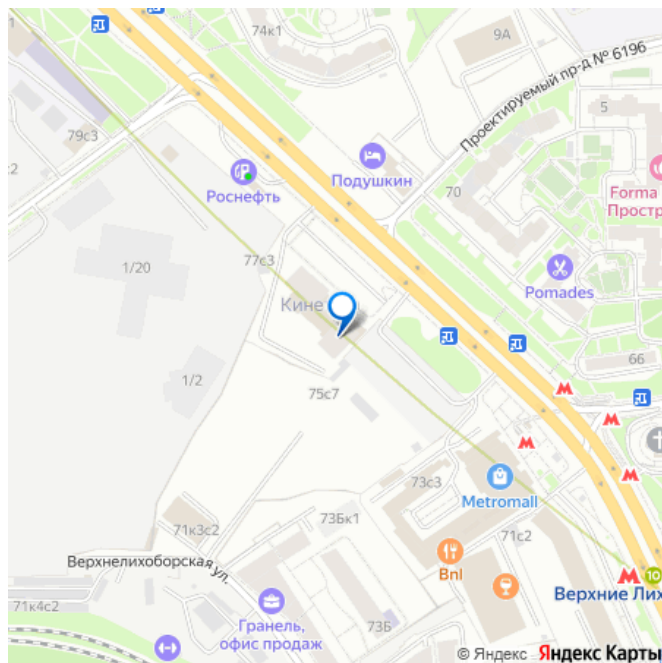 74к1
9А
Проектируемый пр-д № 6196
79с3
5
Роснефть
Подушкин
70
Forma
Простр
1/20
77с3
Pomades
Кине
66
1/2
75с7
73с3
Metromall
71к3с2
73Бк1
71с2
Верхнелихоборская ул.
Bnl
10
Верхние Лих
71к4с2
Гранель,
офис продаж
73Б
© Яндекс Яндекс Карты